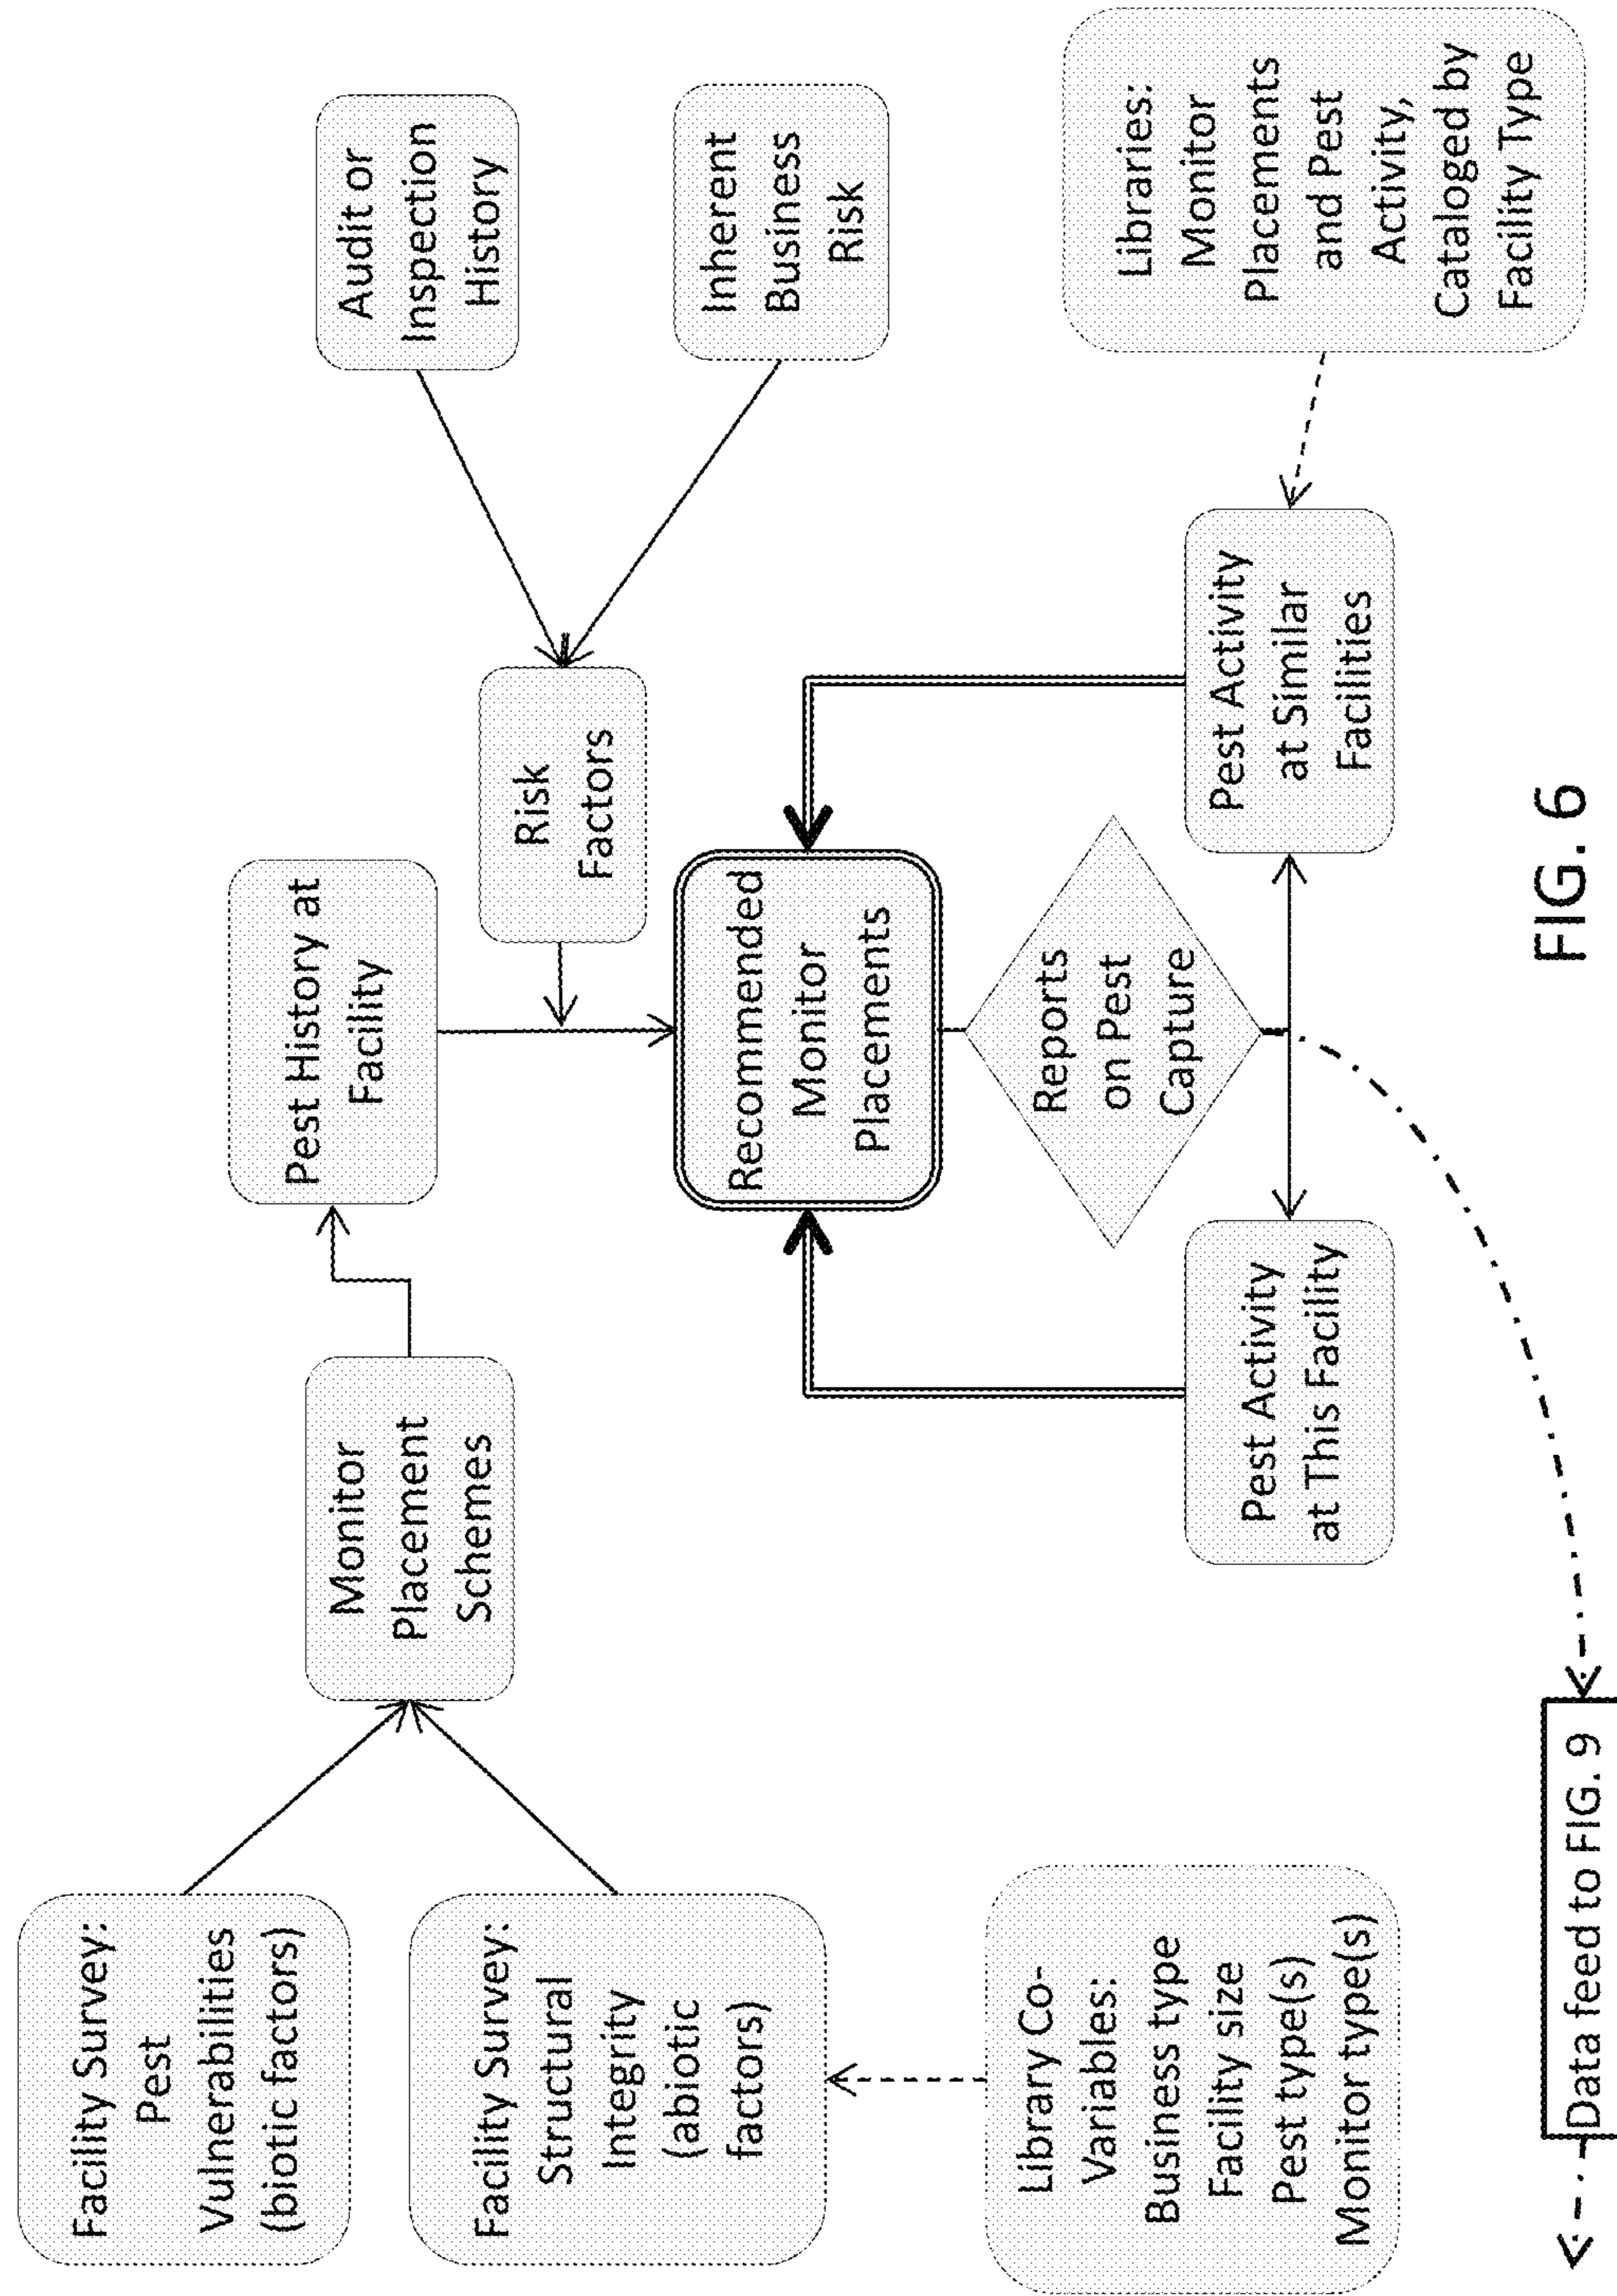 Facility Survey:
Pest
Vulnerabilities
(biotic factors)
Facility Survey:
Structural
Integrity
(abiotic
factors)
Library Co-
Variables:
Business type
Facility size
Pest type(s)
Monitor type(s)
Data feed to FIG. 9
Monitor
Placement
Schemes
Pest History at
Facility
Risk
Factors
Audit or
Inspection
History
Inherent
Business
Risk
Recommended
Monitor
Placements
Reports
on Pest
Capture
Pest Activity
at This Facility
Pest Activity
at Similar
Facilities
Libraries:
Monitor
Placements
and Pest
Activity,
Cataloged by
Facility Type
FIG. 6